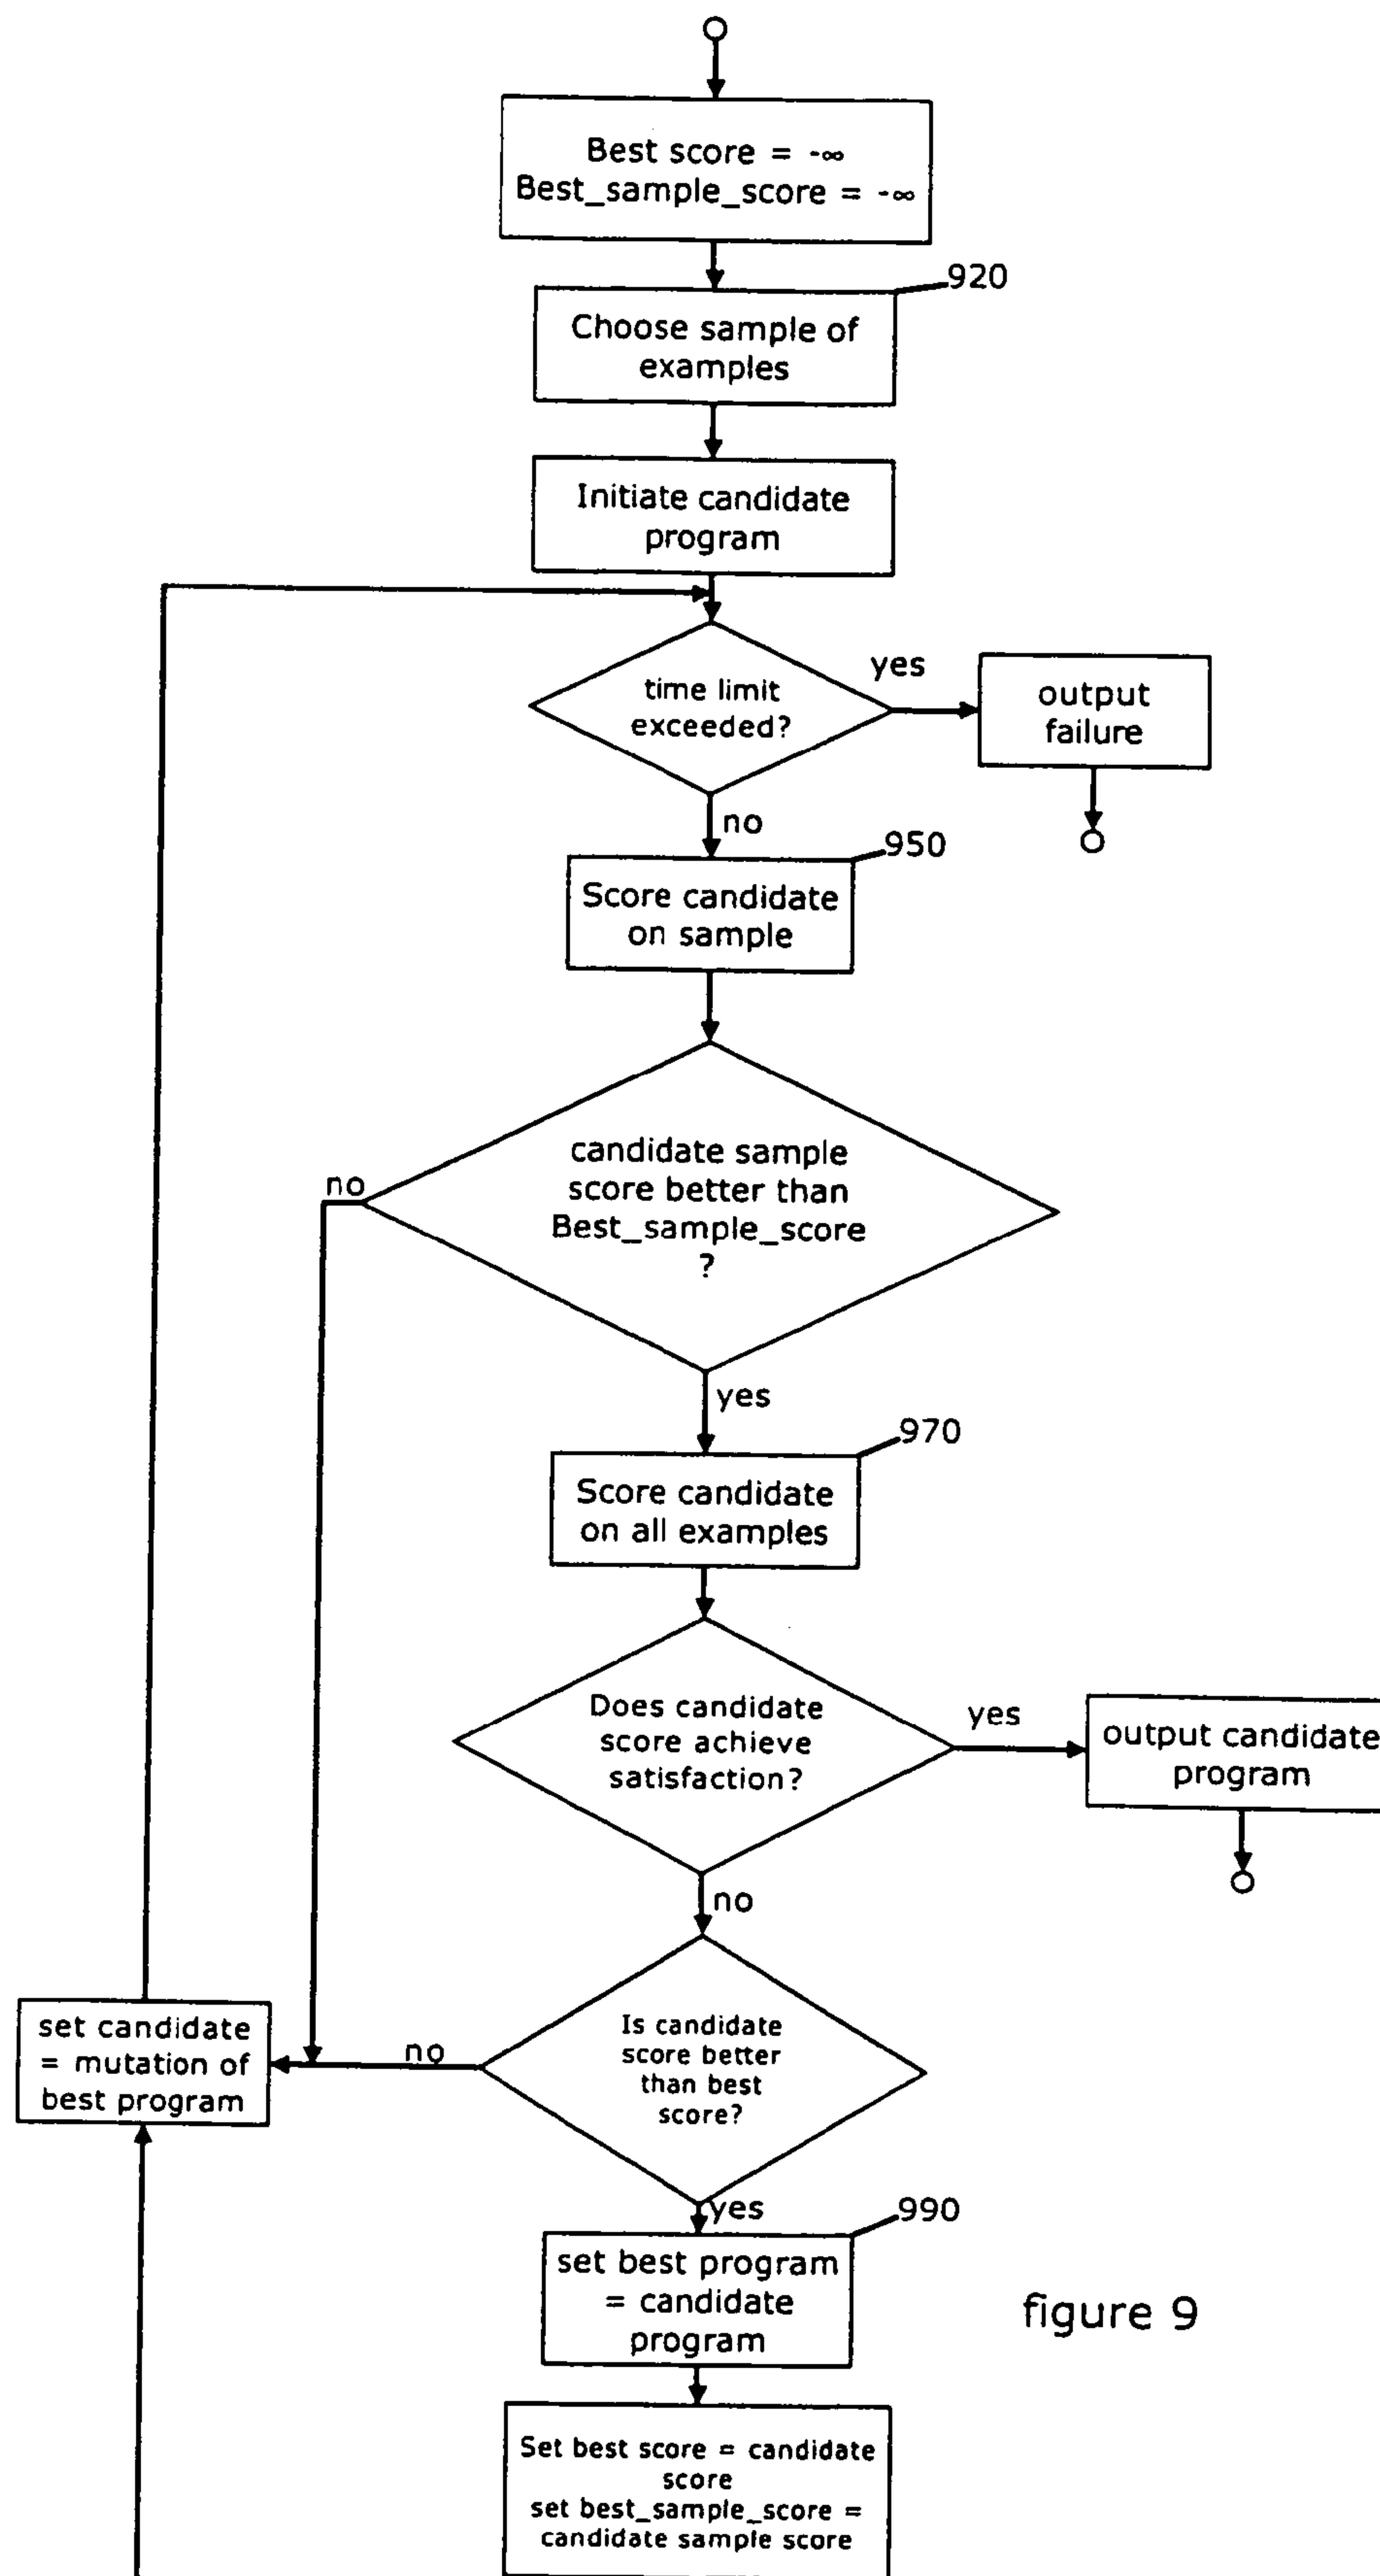 Best score = -∞
Best_sample_score = -∞
920
Choose sample of
examples
Initiate candidate
program
time limit
exceeded?
yes
output
failure
no
950
Score candidate
on sample
candidate sample
score better than
Best_sample_score
?
no
yes
970
Score candidate
on all examples
Does candidate
score achieve
satisfaction?
yes
output candidate
program
no
set candidate
= mutation of
best program
no
Is candidate
score better
than best
score?
yes
990
set best program
= candidate
program
figure 9
Set best score = candidate
score
set best_sample_score =
candidate sample score